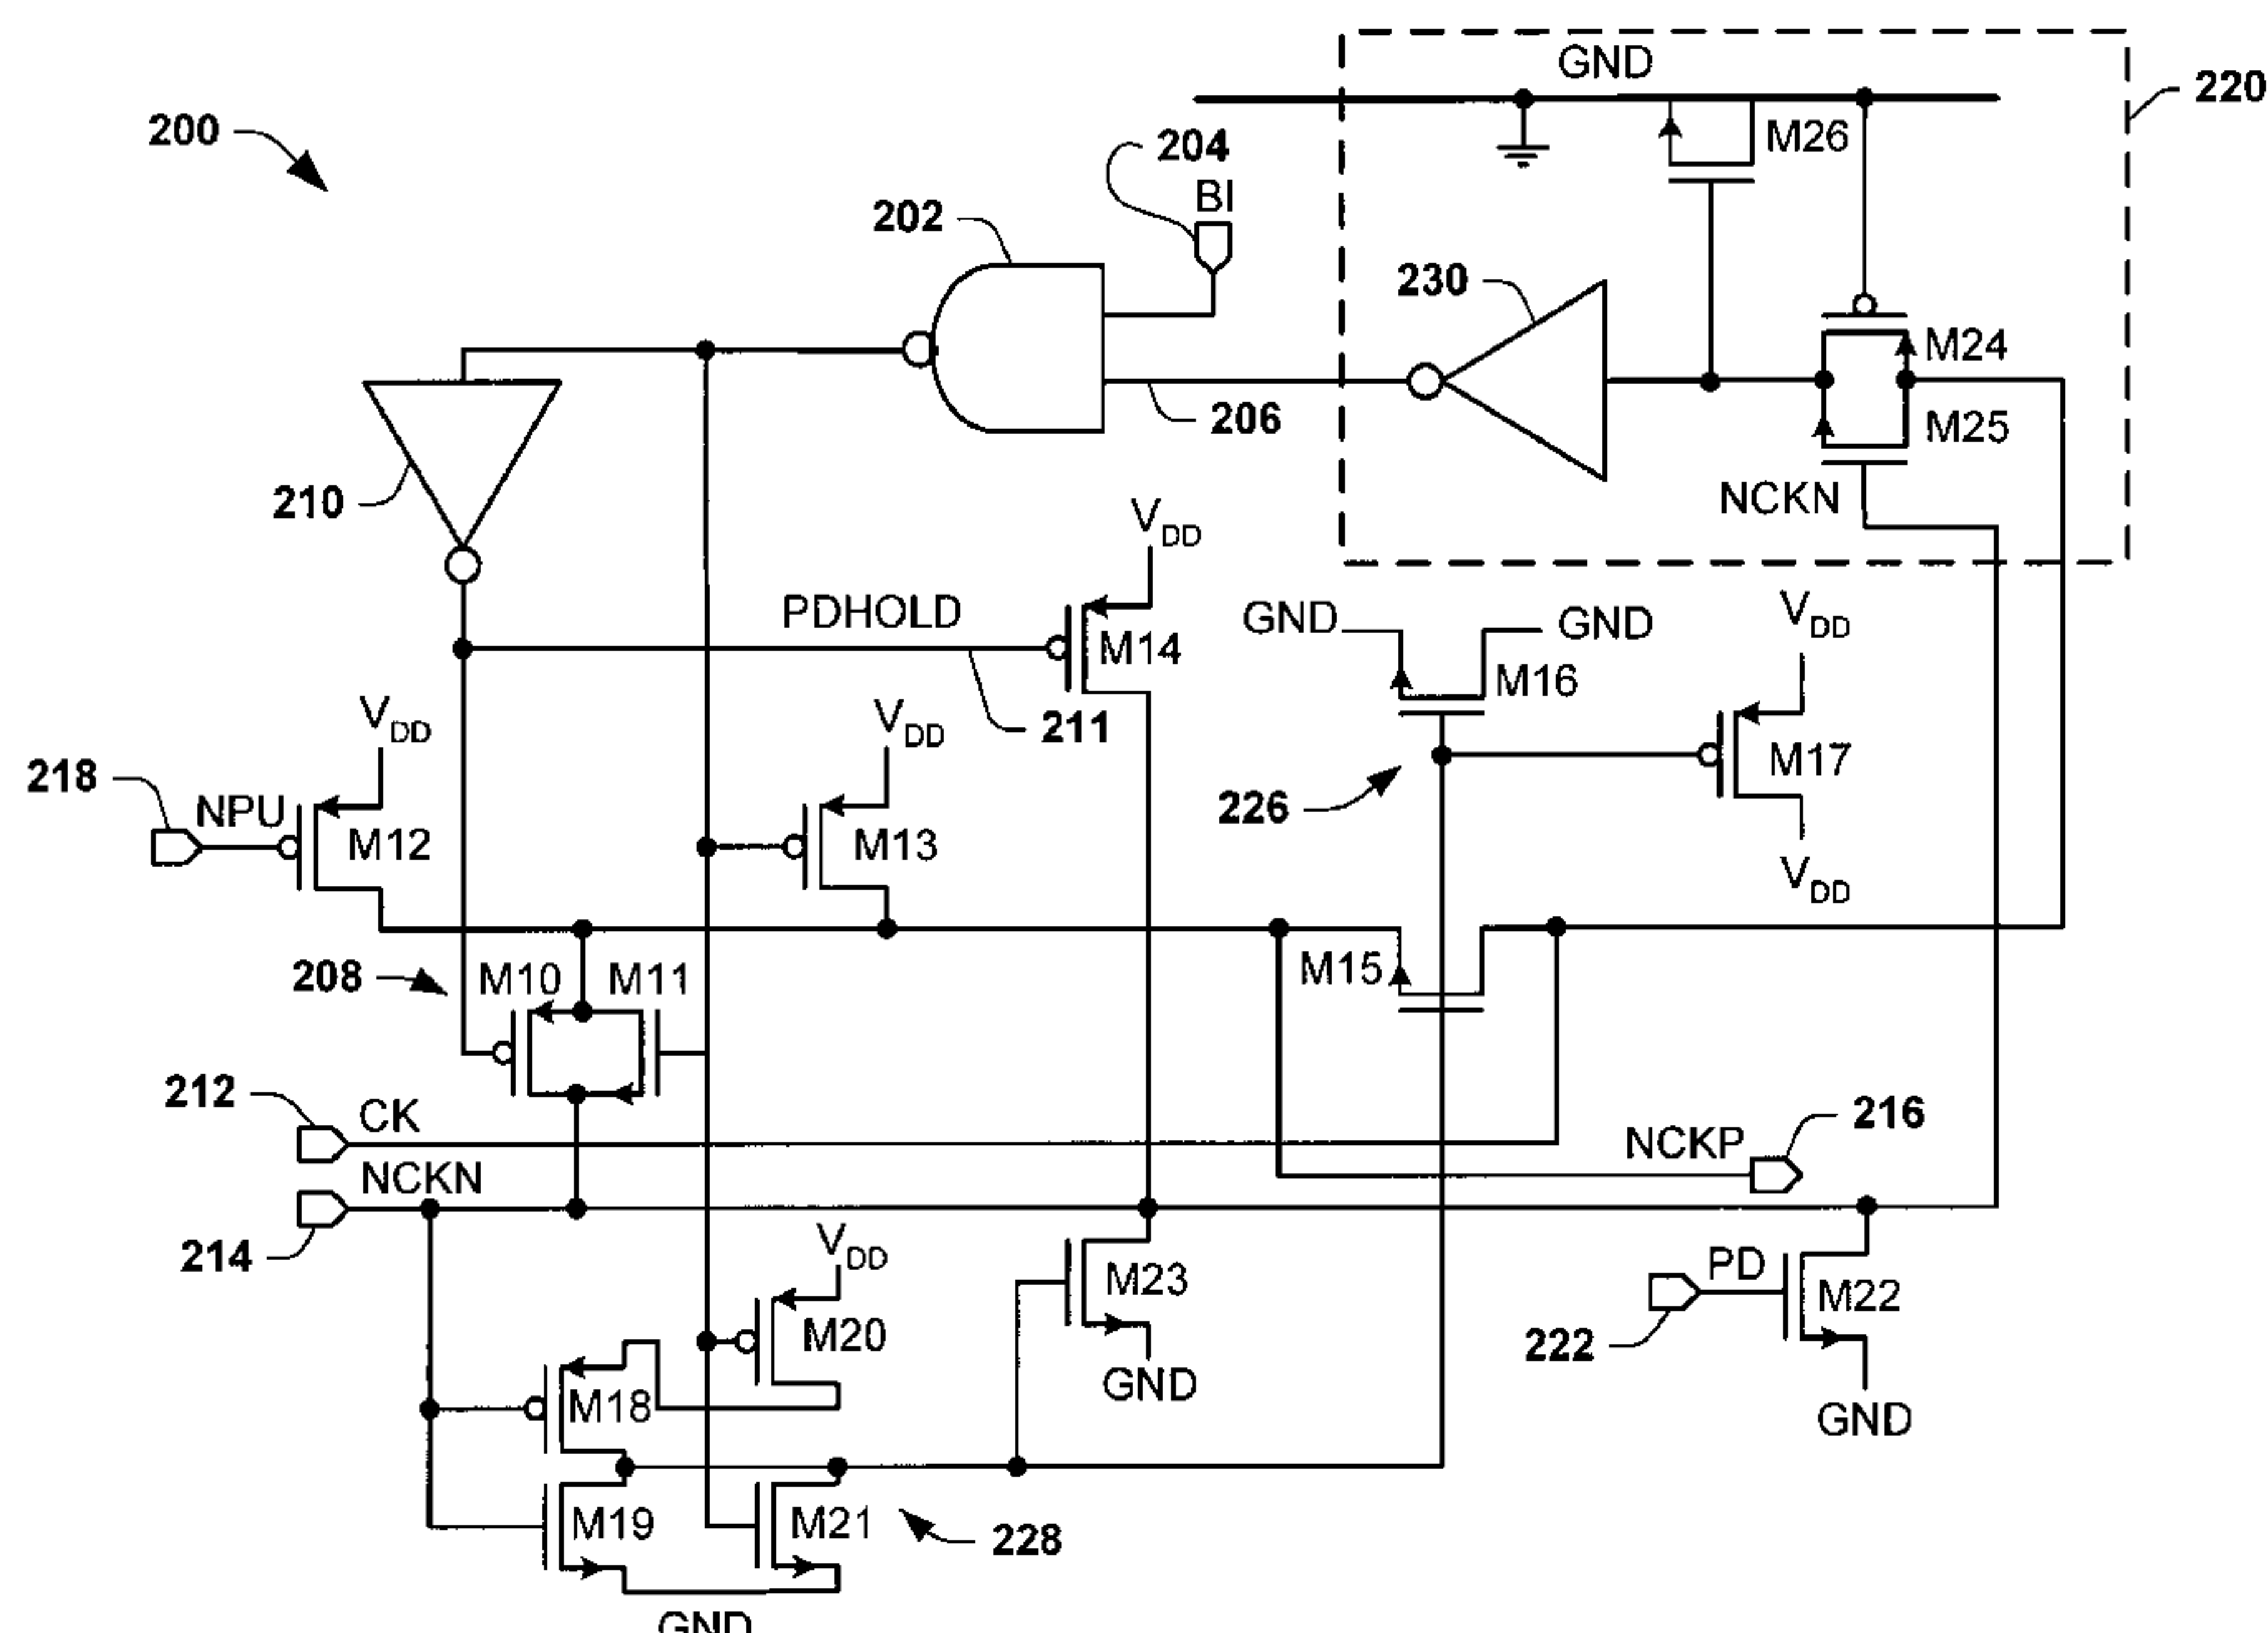 GND
220
200
M26
204
BI
202
230
M24
206
M25
210
NCKN
VDD
PDHOLD
M14
GND
GND
VDD
M16
211
VDD
VDD
M17
218
NPU
226
M12
M13
VDD
208
M10
M11
M15
212
CK
NCKP
216
NCKN
214
VDD
M23
PD
M22
M20
222
GND
M18
GND
M19
M21
228
GND